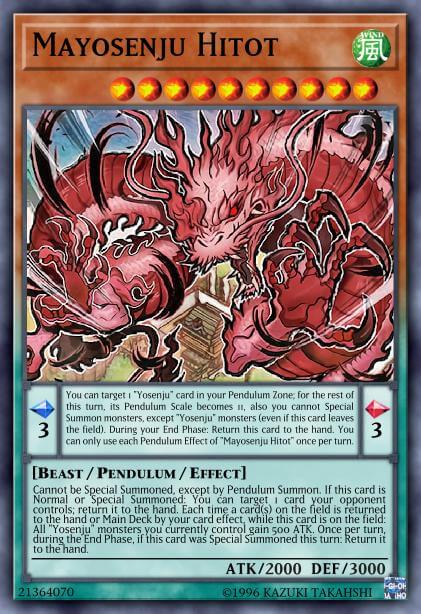 MAYOSENJU HITOT
WIND
風
You can target 1 "Yosenju" card in your Pendulum Zone; for the rest
of this turn, its Pendulum Scale becomes 11, also you cannot Special
Summon monsters, except "Yosenju" monsters (even if this card leaves
the field). During your End Phase: Return this card to the hand. You
can only use each Pendulum Effect of "Mayosenju Hitot" once per turn.
3
3
[BEAST / PENDULUM / EFFECT]
Cannot be Special Summoned, except by Pendulum Summon. If this card is
Normal or Special Summoned: You can target 1 card your opponent
controls; return it to the hand. Each time a card(s) on the field is returned
to the hand or Main Deck by your card effect, while this card is on the field:
All "Yosenju" monsters you currently control gain 500 ATK. Once per turn,
during the End Phase, if this card was Special Summoned this turn: Return it
to the hand.
ATK/2000 DEF/3000
21364070
©1996 KAZUKI TAKAHSHI